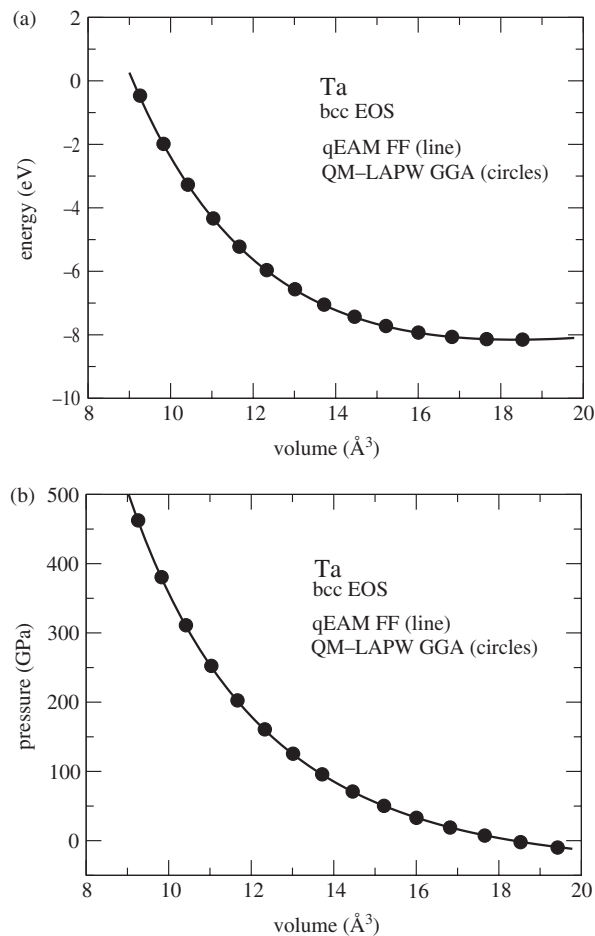 (a)
2
0
–2
–4
–6
–8
–10
energy (eV)
Ta
bcc EOS
qEAM FF (line)
QM–LAPW GGA (circles)
8 10 12 14 16 18 20
volume (Å³)
(b)
500
400
300
200
100
0
pressure (GPa)
Ta
bcc EOS
qEAM FF (line)
QM–LAPW GGA (circles)
8 10 12 14 16 18 20
volume (Å³)